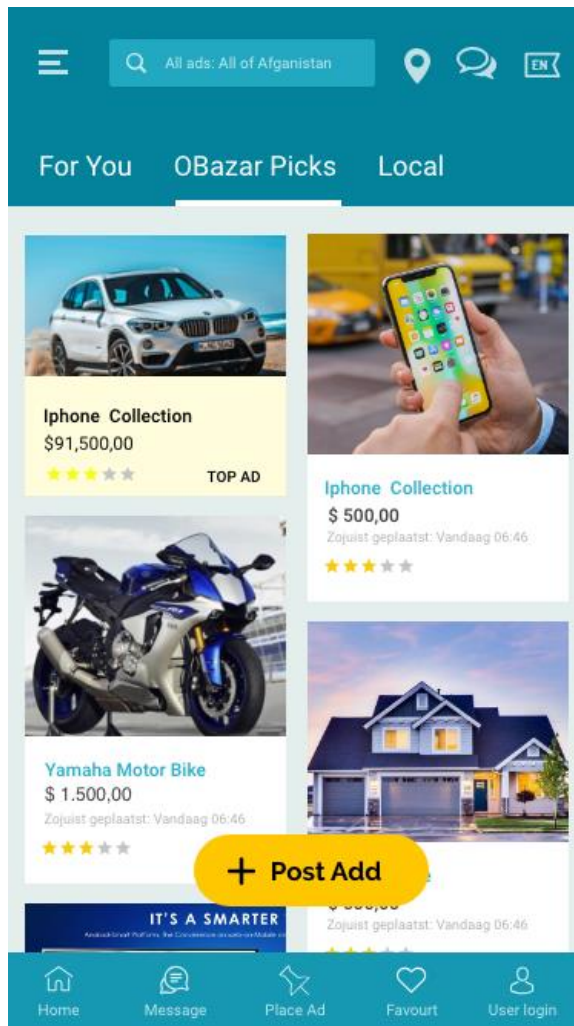 All ads: All of Afganistan
EN
For You
OBazar Picks
Local
Iphone Collection
$91,500,00
TOP AD
Iphone Collection
$ 500,00
Zojuist geplaatst: Vandaag 06:46
Yamaha Motor Bike
$ 1.500,00
Zojuist geplaatst: Vandaag 06:46
Zojuist geplaatst: Vandaag 06:46
IT'S A SMARTER
+ Post Add
Home
Message
Place Ad
Favourt
User login